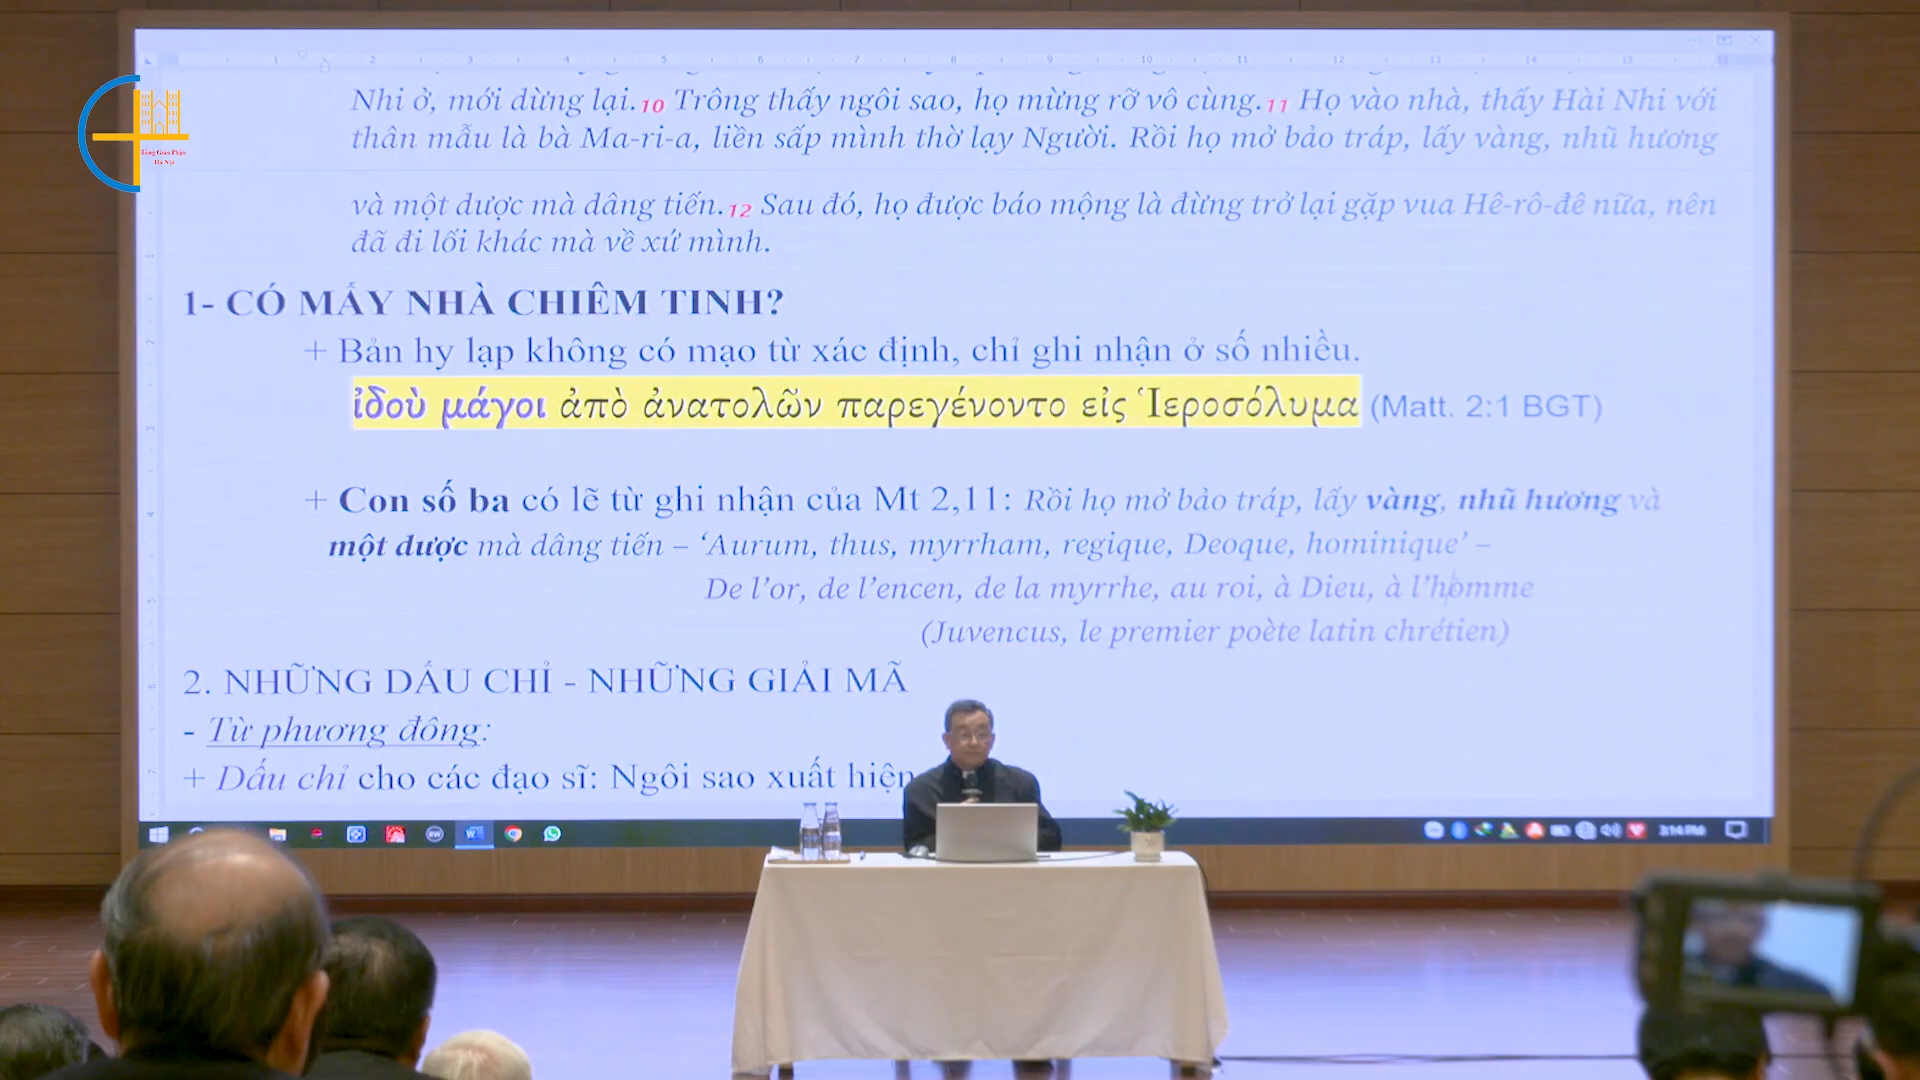 Nhi ở, mới dừng lại.10 Trông thấy ngôi sao, họ mừng rỡ vô cùng.11 Họ vào nhà, thấy Hài Nhi với
thân mẫu là bà Ma-ri-a, liền sấp mình thờ lạy Người. Rồi họ mở bảo tráp, lấy vàng, nhũ hương
và một dược mà dâng tiến.12 Sau đó, họ được báo mộng là đừng trở lại gặp vua Hê-rô-đê nữa, nên
đã đi lối khác mà về xứ mình.
1- CÓ MẤY NHÀ CHIÊM TINH?
+ Bản hy lạp không có mạo từ xác định, chỉ ghi nhận ở số nhiều.
ἰδοὺ μάγοι ἀπὸ ἀνατολῶν παρεγένοντο εἰς Ἱεροσόλυμα (Matt. 2:1 BGT)
+ Con số ba có lẽ từ ghi nhận của Mt 2,11: Rồi họ mở bảo tráp, lấy vàng, nhũ hương và
một dược mà dâng tiến – ‘Aurum, thus, myrrham, regique, Deoque, hominique’ –
De l’or, de l’encen, de la myrrhe, au roi, à Dieu, à l’homme
(Juvencus, le premier poète latin chrétien)
2. NHỮNG DẤU CHỈ - NHỮNG GIẢI MÃ
- Từ phương đông:
+ Dấu chỉ cho các đạo sĩ: Ngôi sao xuất hiện
Tổng Giáo Phận
Hà Nội
3:14 PM